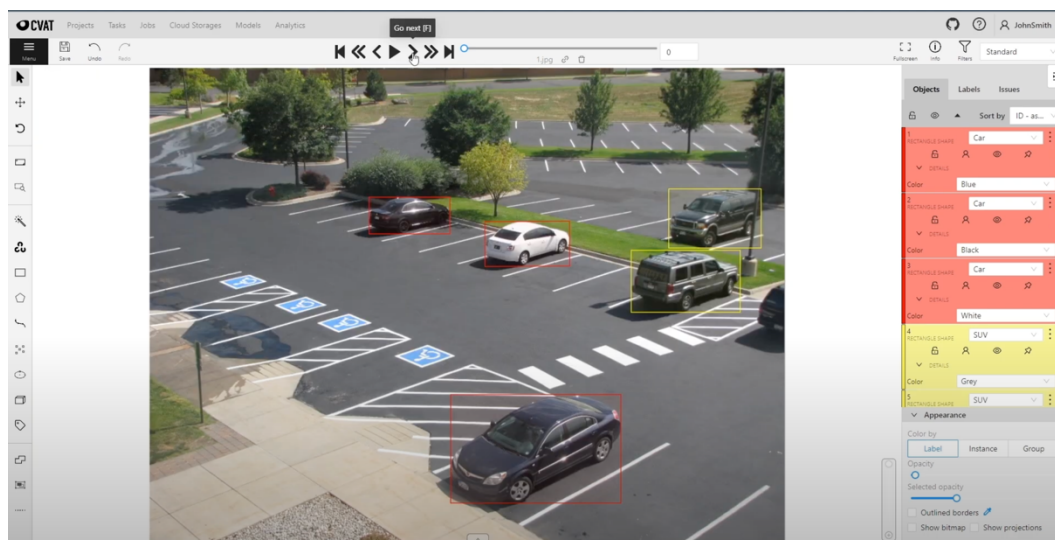 CVAT Projects Tasks Jobs Cloud Storages Models Analytics
Go next [F]
JohnSmith
Menu Save Undo Redo
0
1.jpg
Fullscreen Info Filters
Standard
Objects Labels Issues
Sort by ID - as...
1
RECTANGLE SHAPE
Car
DETAILS
Color Blue
2
RECTANGLE SHAPE
Car
DETAILS
Color Black
3
RECTANGLE SHAPE
Car
DETAILS
Color White
4
RECTANGLE SHAPE
SUV
DETAILS
Color Grey
5
RECTANGLE SHAPE
SUV
Appearance
Color by
Label Instance Group
Opacity
Selected opacity
Outlined borders
Show bitmap Show projections